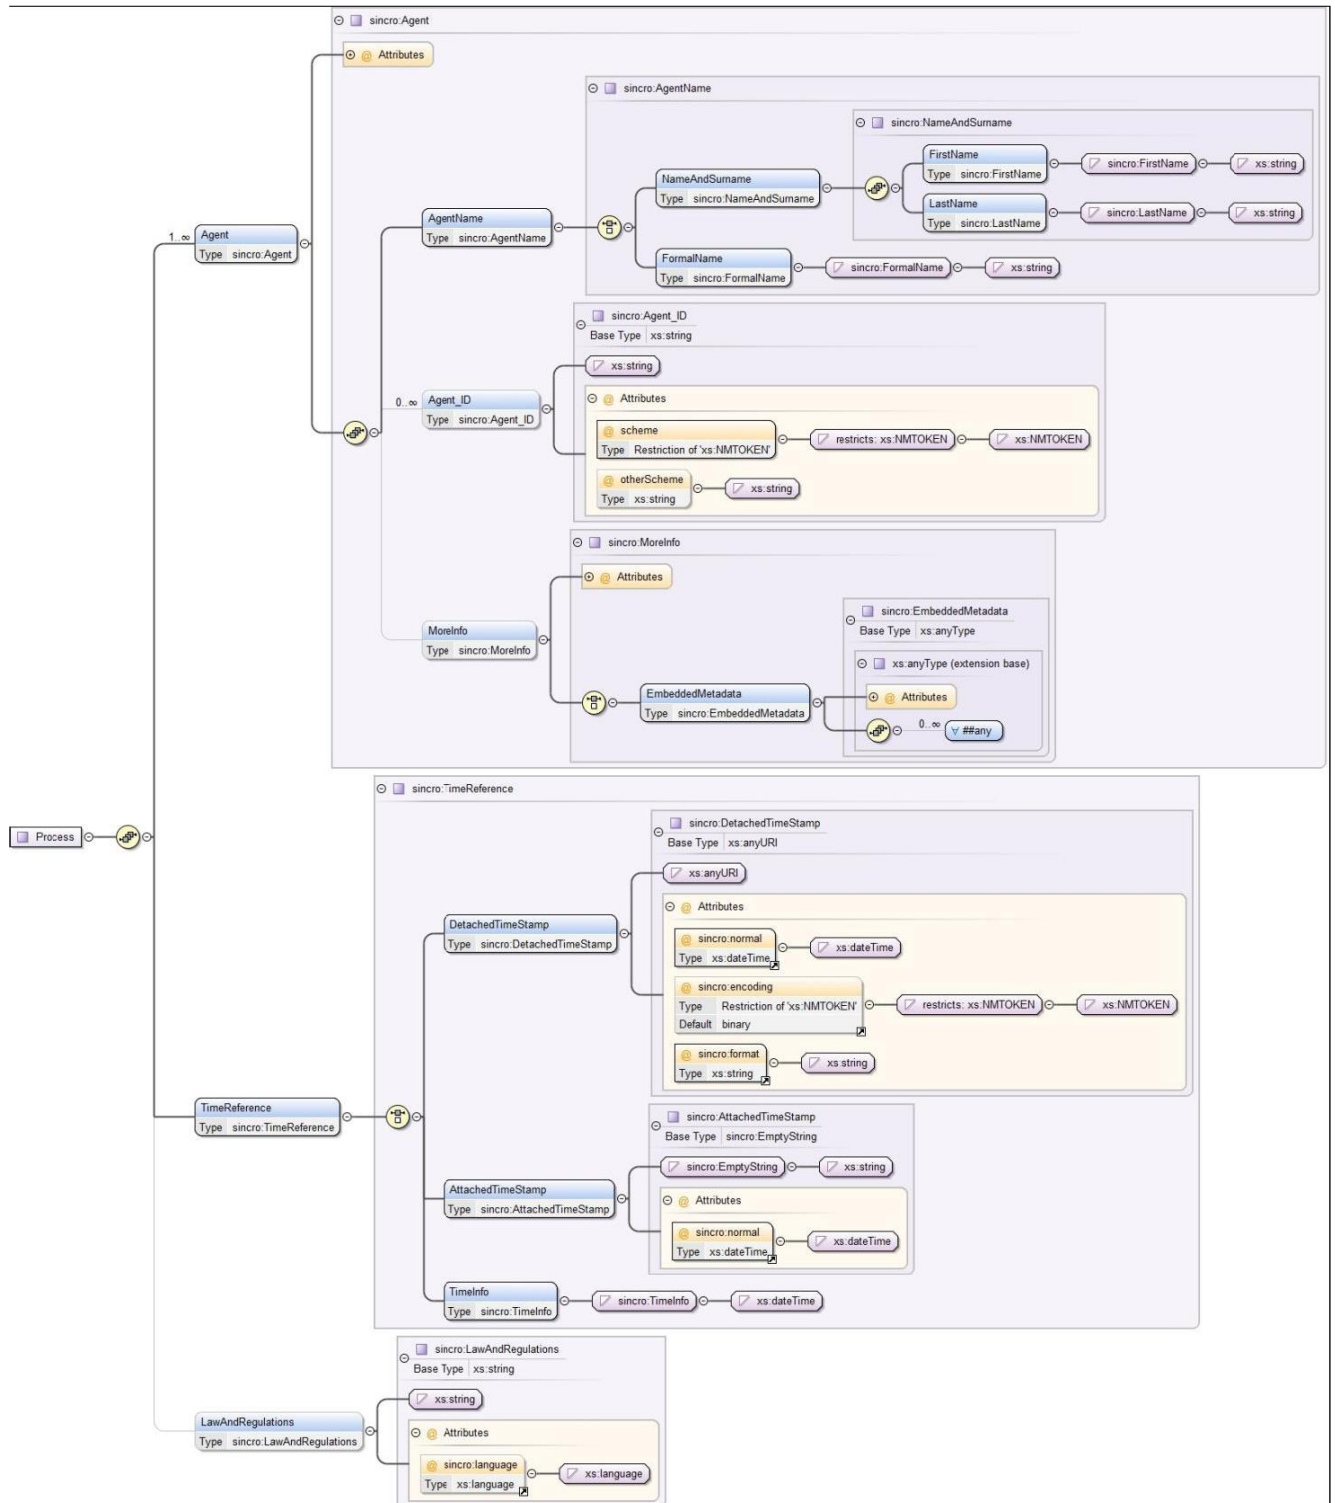 sincro:Agent
@ Attributes
sincro:AgentName
sincro:NameAndSurname
FirstName
Type sincro:FirstName
sincro:FirstName
xs:string
NameAndSurname
Type sincro:NameAndSurname
LastName
Type sincro:LastName
sincro:LastName
xs:string
AgentName
Type sincro:AgentName
1..∞
Agent
Type sincro:Agent
FormalName
Type sincro:FormalName
sincro:FormalName
xs:string
sincro:Agent_ID
Base Type xs:string
xs:string
0..∞
Agent_ID
Type sincro:Agent_ID
@ Attributes
@ scheme
Type Restriction of 'xs:NMTOKEN'
restricts: xs:NMTOKEN
xs:NMTOKEN
@ otherScheme
Type xs:string
xs:string
sincro:MoreInfo
@ Attributes
MoreInfo
Type sincro:MoreInfo
sincro:EmbeddedMetadata
Base Type xs:anyType
xs:anyType (extension base)
@ Attributes
EmbeddedMetadata
Type sincro:EmbeddedMetadata
0..∞
∀ ##any
sincro:TimeReference
Process
sincro:DetachedTimeStamp
Base Type xs:anyURI
xs:anyURI
@ Attributes
DetachedTimeStamp
Type sincro:DetachedTimeStamp
@ sincro:normal
Type xs:dateTime
xs:dateTime
@ sincro:encoding
Type Restriction of 'xs:NMTOKEN'
Default binary
restricts: xs:NMTOKEN
xs:NMTOKEN
@ sincro:format
Type xs:string
xs:string
TimeReference
Type sincro:TimeReference
sincro:AttachedTimeStamp
Base Type sincro:EmptyString
sincro:EmptyString
xs:string
AttachedTimeStamp
Type sincro:AttachedTimeStamp
@ Attributes
@ sincro:normal
Type xs:dateTime
xs:dateTime
TimeInfo
Type sincro:TimeInfo
sincro:TimeInfo
xs:dateTime
sincro:LawAndRegulations
Base Type xs:string
xs:string
LawAndRegulations
Type sincro:LawAndRegulations
@ Attributes
@ sincro:language
Type xs:language
xs:language